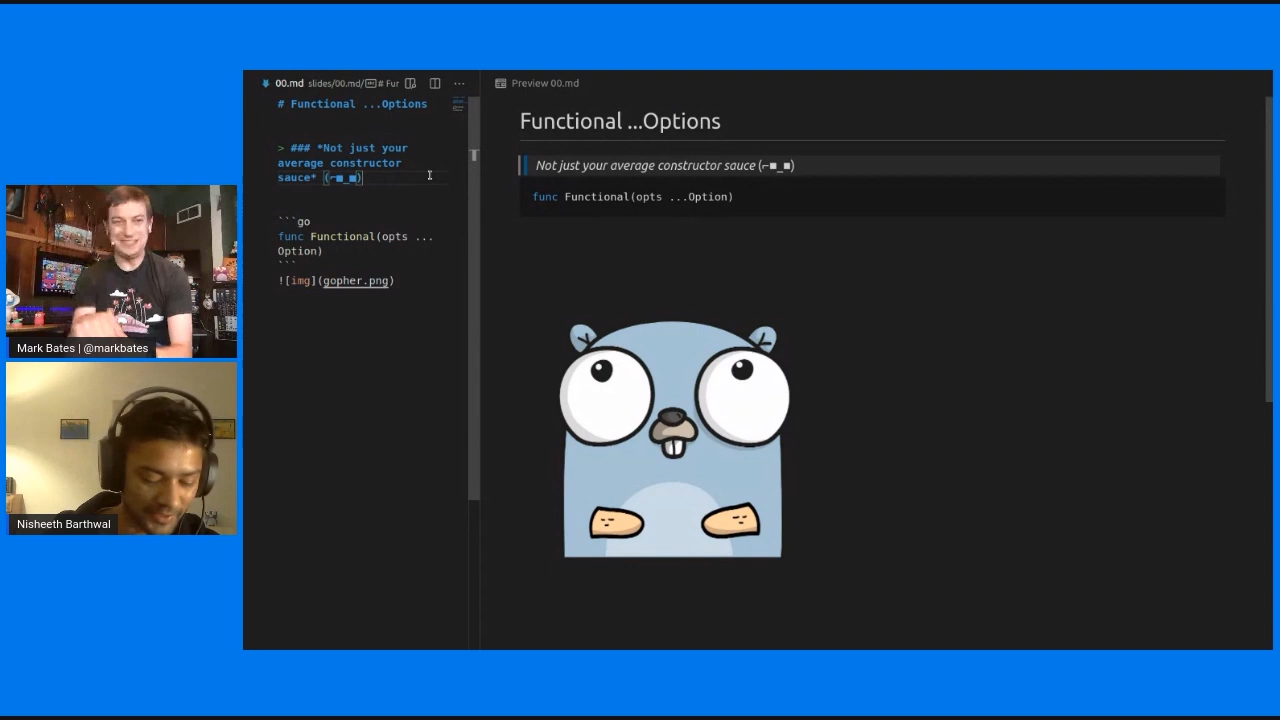 00.md slides/00.md/ # Fur ...
Preview 00.md
# Functional ...Options
> ### *Not just your
average constructor
sauce* (⌐■_■)
```go
func Functional(opts ...
Option)
```
![img](gopher.png)
Functional ...Options
Not just your average constructor sauce (⌐■_■)
func Functional(opts ...Option)
Mark Bates | @markbates
Nisheeth Barthwal